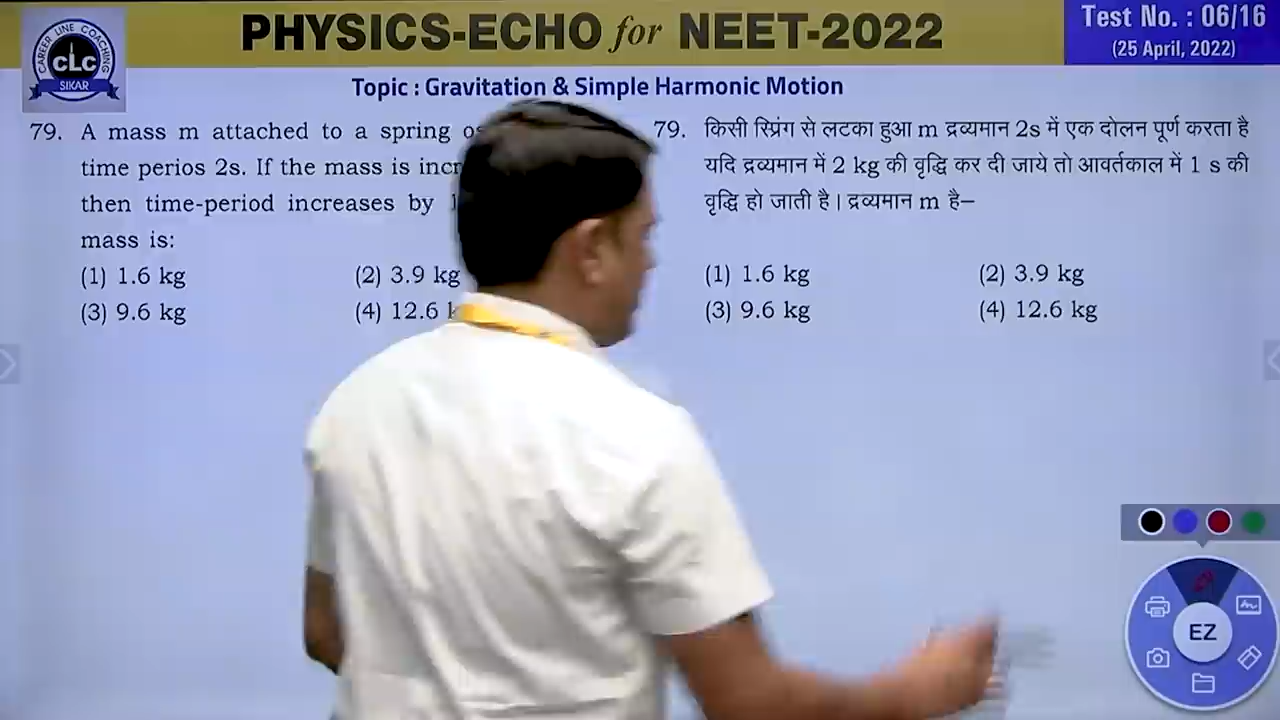 PHYSICS-ECHO for NEET-2022
Test No. : 06/16
(25 April, 2022)
CAREER LINE COACHING
CLC
SIKAR
Topic : Gravitation & Simple Harmonic Motion
79. A mass m attached to a spring
time perios 2s. If the mass is
then time-period increases by
mass is:
(1) 1.6 kg (2) 3.9 kg
(3) 9.6 kg (4) 12.6
79. किसी स्प्रिंग से लटका हुआ m द्रव्यमान 2s में एक दोलन पूर्ण करता है
यदि द्रव्यमान में 2 kg की वृद्धि कर दी जाये तो आवर्तकाल में 1 s की
वृद्धि हो जाती है। द्रव्यमान m है–
(1) 1.6 kg (2) 3.9 kg
(3) 9.6 kg (4) 12.6 kg
EZ